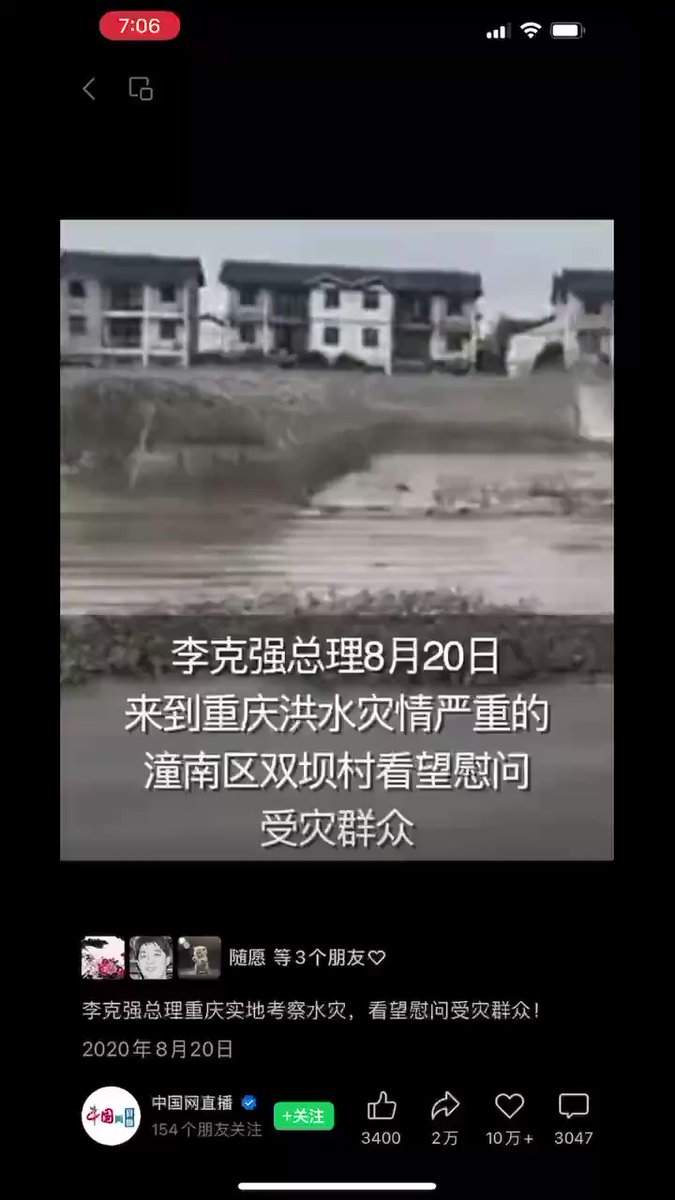 7:06
李克强总理8月20日
来到重庆洪水灾情严重的
潼南区双坝村看望慰问
受灾群众
随愿 等3个朋友♡
李克强总理重庆实地考察水灾，看望慰问受灾群众！
2020年8月20日
中国网直播
154个朋友关注
+关注
3400
2万
10万+
3047